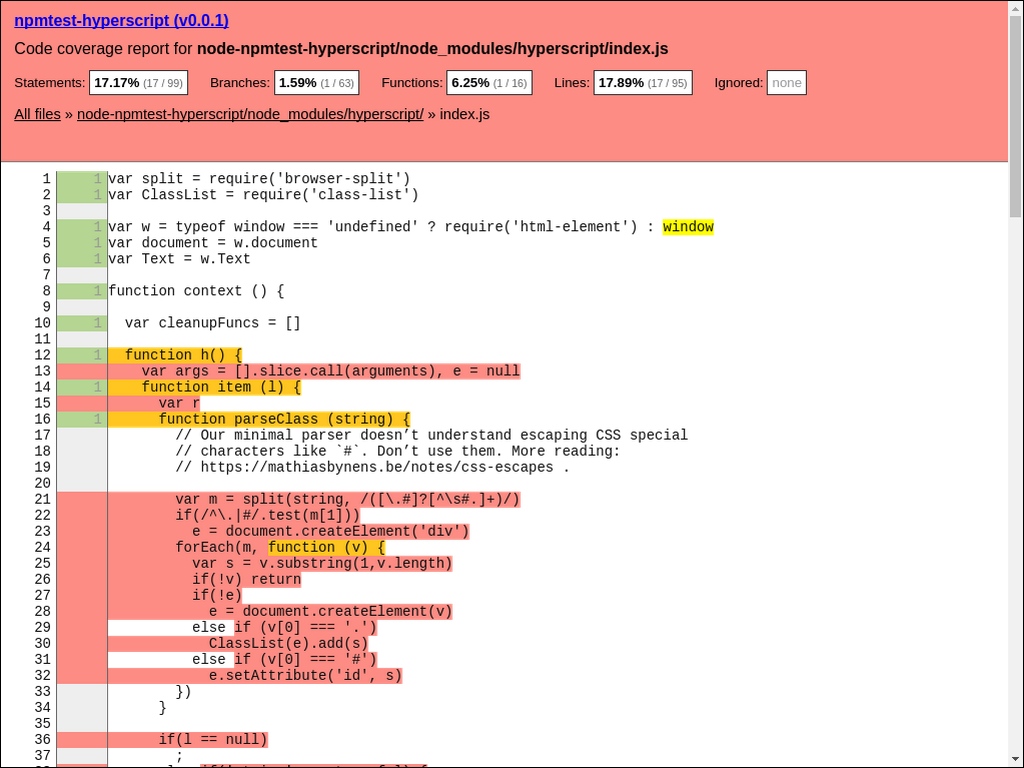 npmtest-hyperscript (v0.0.1)
Code coverage report for node-npmtest-hyperscript/node_modules/hyperscript/index.js
Statements: 17.17% (17 / 99) Branches: 1.59% (1 / 63) Functions: 6.25% (1 / 16) Lines: 17.89% (17 / 95) Ignored: none
All files » node-npmtest-hyperscript/node_modules/hyperscript/ » index.js
1 1 var split = require('browser-split')
2 1 var ClassList = require('class-list')
3
4 1 var w = typeof window === 'undefined' ? require('html-element') : window
5 1 var document = w.document
6 1 var Text = w.Text
7
8 1 function context () {
9
10 1 var cleanupFuncs = []
11
12 1 function h() {
13 var args = [].slice.call(arguments), e = null
14 1 function item (l) {
15 var r
16 1 function parseClass (string) {
17 // Our minimal parser doesn’t understand escaping CSS special
18 // characters like `#`. Don’t use them. More reading:
19 // https://mathiasbynens.be/notes/css-escapes .
20
21 var m = split(string, /([\.#]?[^\s#.]+)/)
22 if(/^\.|#/.test(m[1]))
23 e = document.createElement('div')
24 forEach(m, function (v) {
25 var s = v.substring(1,v.length)
26 if(!v) return
27 if(!e)
28 e = document.createElement(v)
29 else if (v[0] === '.')
30 ClassList(e).add(s)
31 else if (v[0] === '#')
32 e.setAttribute('id', s)
33 })
34 }
35
36 if(l == null)
37 ;